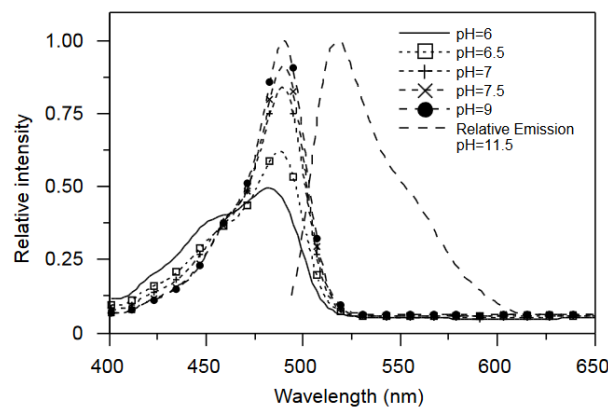 1.00
0.75
0.50
0.25
0
400
450
500
550
600
650
Relative intensity
Wavelength (nm)
pH=6
pH=6.5
pH=7
pH=7.5
pH=9
Relative Emission
pH=11.5